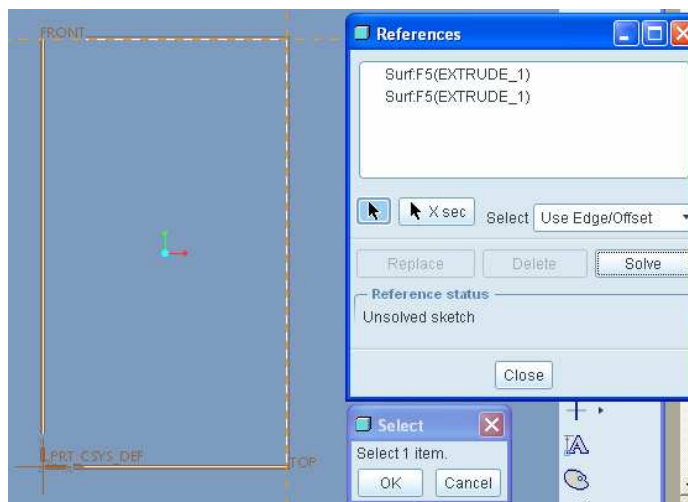 FRONT
PRT_CSYS_DEF
TOP
References
Surf:F5(EXTRUDE_1)
Surf:F5(EXTRUDE_1)
X sec
Select
Use Edge/Offset
Replace
Delete
Solve
Reference status
Unsolved sketch
Close
Select
Select 1 item.
OK
Cancel
A